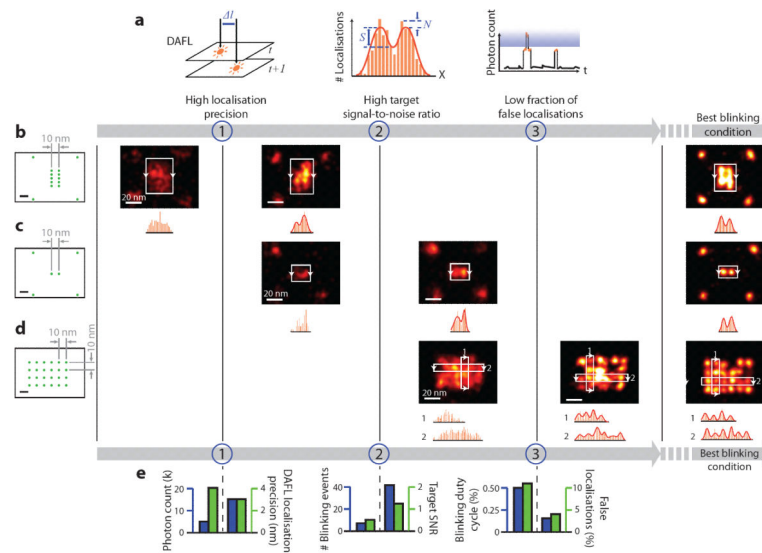 a
DAFL
Δl
t
t+1
# Localisations
S
N
X
Photon count
t
High localisation
precision
High target
signal-to-noise ratio
Low fraction of
false localisations
1
2
3
Best blinking
condition
b
10 nm
20 nm
c
10 nm
20 nm
d
10 nm
10 nm
1
2
20 nm
1
2
1
2
1
2
1
2
1
2
1
2
3
Best blinking
condition
e
Photon count (k)
20
10
0
4
2
0
DAFL localisation
precision (nm)
# Blinking events
40
20
0
2
1
0
Target SNR
Blinking duty
cycle (%)
0.50
0.25
0
10
5
0
False
localisations (%)